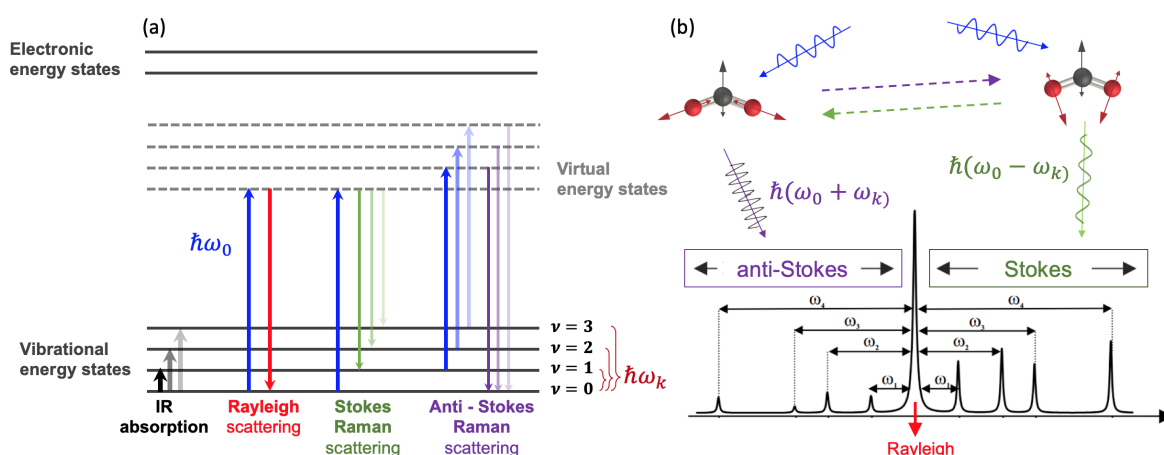 (a)
Electronic
energy states
Virtual
energy states
ħω₀
Vibrational
energy states
ν = 3
ν = 2
ν = 1
ν = 0
ħωₖ
IR
absorption
Rayleigh
scattering
Stokes
Raman
scattering
Anti - Stokes
Raman
scattering
(b)
ħ(ω₀ + ωₖ)
ħ(ω₀ − ωₖ)
anti-Stokes
Stokes
ω₄
ω₄
ω₃
ω₃
ω₂
ω₂
ω₁
ω₁
Rayleigh